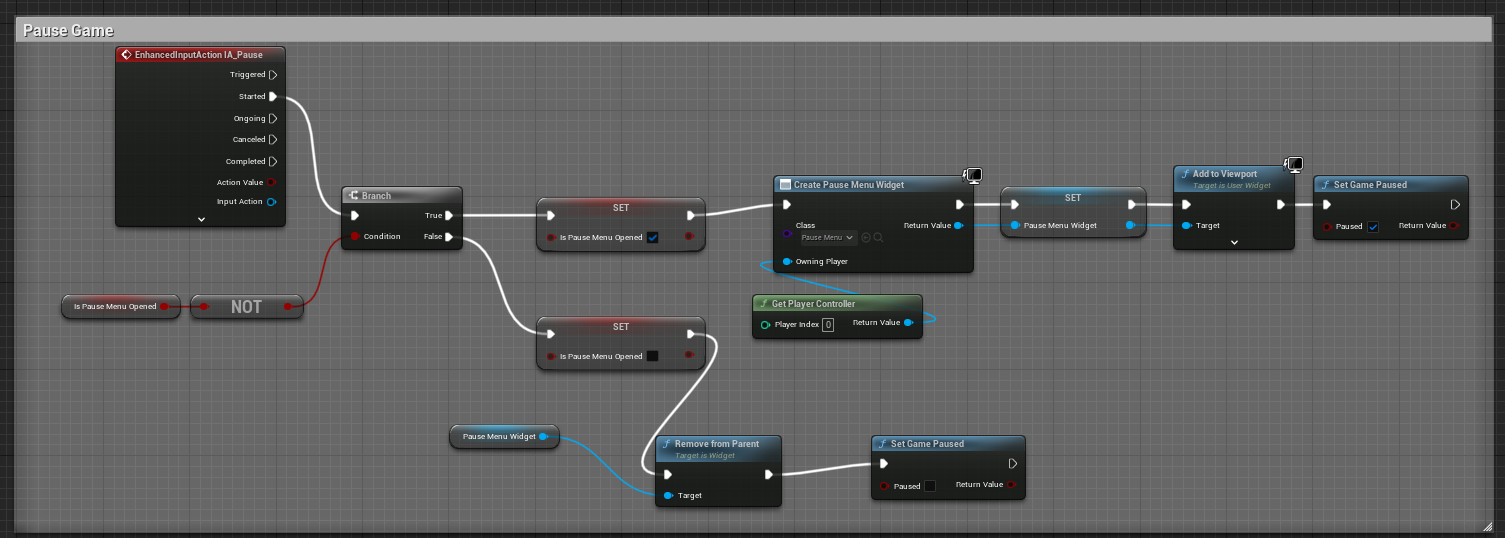 Pause Game
EnhancedInputAction IA_Pause
Triggered
Started
Ongoing
Canceled
Completed
Action Value
Input Action
Branch
True
Condition
False
Is Pause Menu Opened
NOT
SET
Is Pause Menu Opened
SET
Is Pause Menu Opened
Create Pause Menu Widget
Class
Pause Menu
Return Value
Owning Player
Get Player Controller
Player Index 0
Return Value
SET
Pause Menu Widget
Add to Viewport
Target is User Widget
Target
Set Game Paused
Paused
Return Value
Pause Menu Widget
Remove from Parent
Target is Widget
Target
Set Game Paused
Paused
Return Value